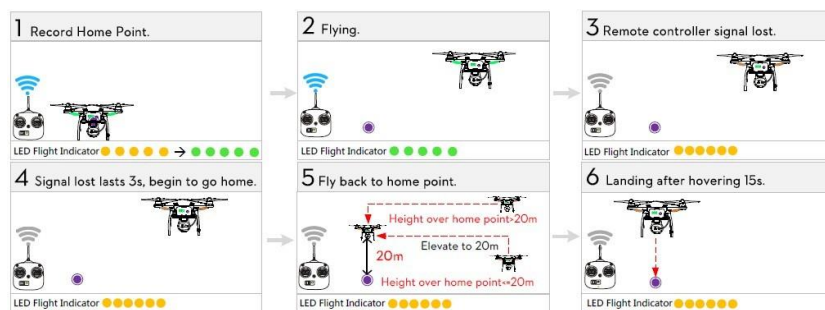 1 Record Home Point.
LED Flight Indicator
2 Flying.
LED Flight Indicator
3 Remote controller signal lost.
LED Flight Indicator
4 Signal lost lasts 3s, begin to go home.
LED Flight Indicator
5 Fly back to home point.
Height over home point>20m
Elevate to 20m
20m
Height over home point<=20m
LED Flight Indicator
6 Landing after hovering 15s.
LED Flight Indicator